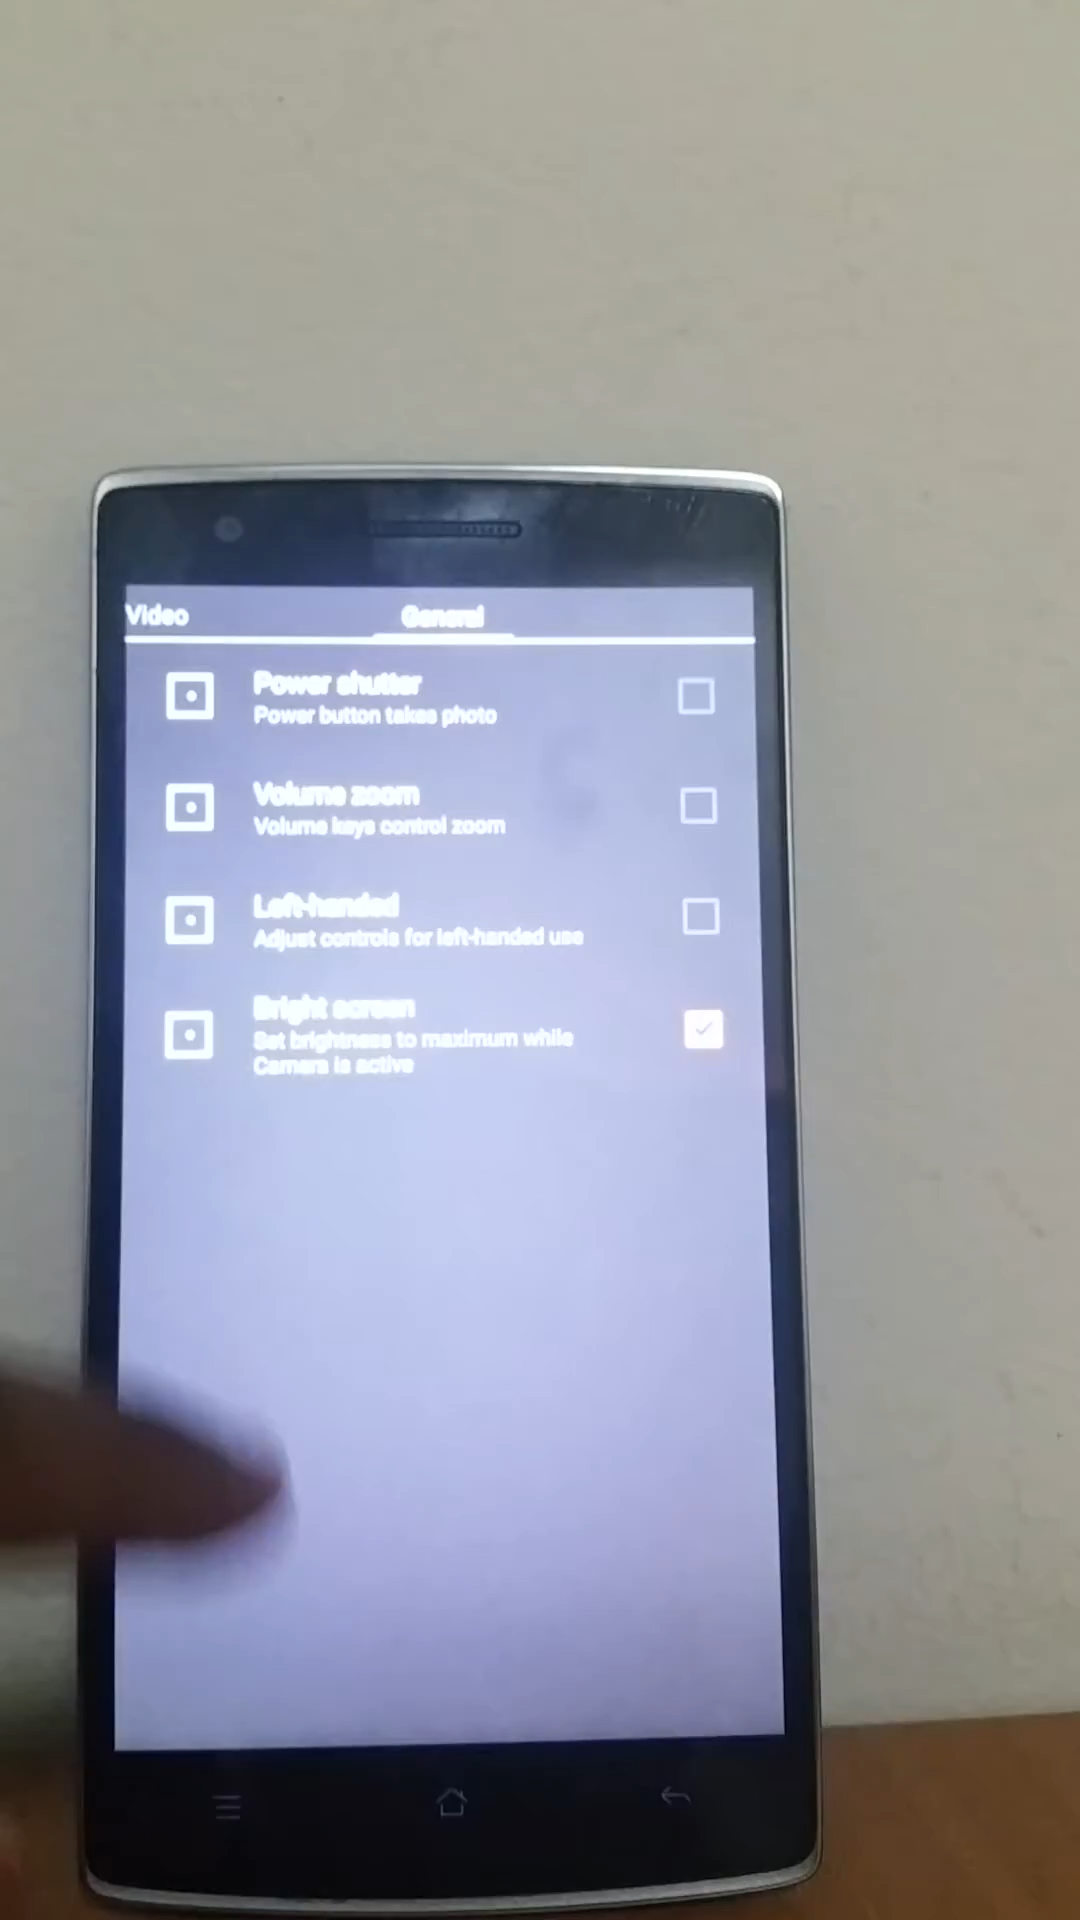 Video
General
Power shutter
Power button takes photo
Volume zoom
Volume keys control zoom
Left-handed
Adjust controls for left-handed use
Bright screen
Set brightness to maximum while
Camera is active